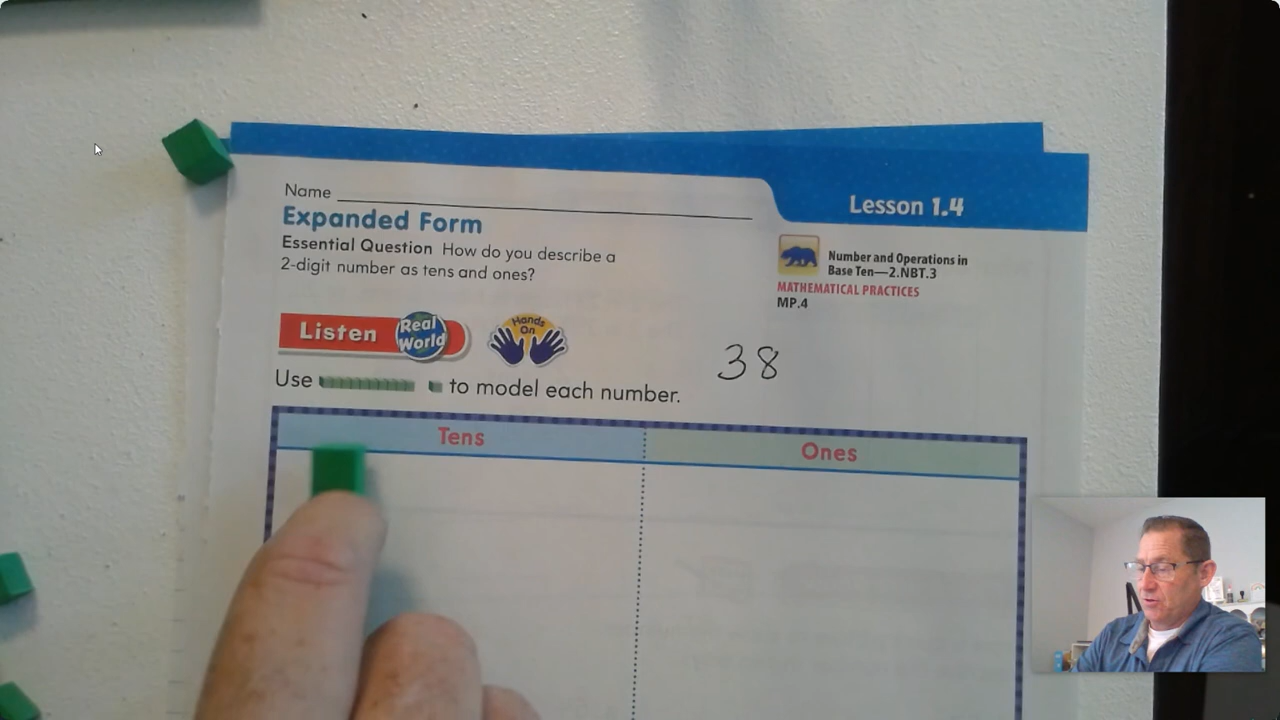 Name
Lesson 1.4
Expanded Form
Essential Question How do you describe a
2-digit number as tens and ones?
Number and Operations in
Base Ten—2.NBT.3
MATHEMATICAL PRACTICES
MP.4
Listen Real World
Hands On
Use to model each number.
38
Tens Ones